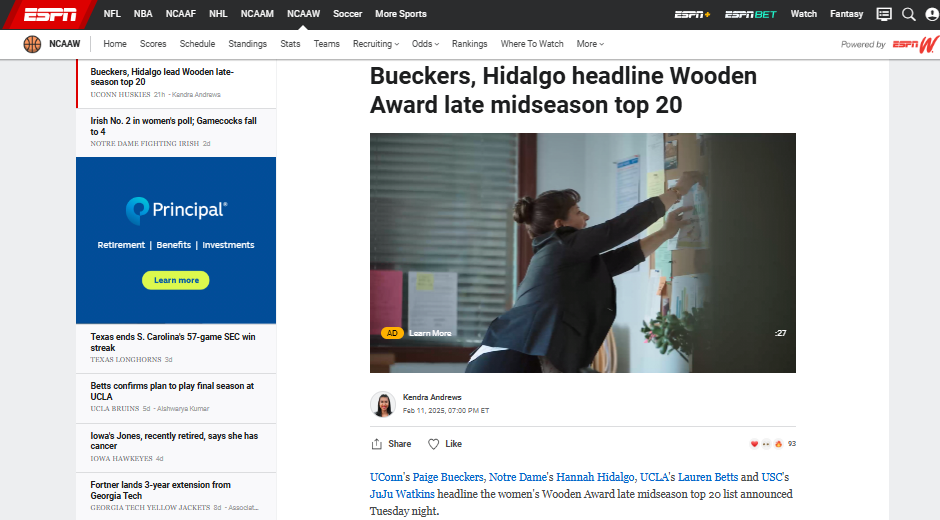 ESPN
NFL
NBA
NCAAF
NHL
NCAAM
NCAAW
Soccer
More Sports
ESPN+
ESPN BET
Watch
Fantasy
NCAAW
Home
Scores
Schedule
Standings
Stats
Teams
Recruiting
Odds
Rankings
Where To Watch
More
Powered by ESPN W
Bueckers, Hidalgo lead Wooden late-
season top 20
UCONN HUSKIES 21h - Kendra Andrews
Irish No. 2 in women's poll; Gamecocks fall
to 4
NOTRE DAME FIGHTING IRISH 2d
Principal®
Retirement | Benefits | Investments
Learn more
Texas ends S. Carolina's 57-game SEC win
streak
TEXAS LONGHORNS 3d
Betts confirms plan to play final season at
UCLA
UCLA BRUINS 5d - Aishwarya Kumar
Iowa's Jones, recently retired, says she has
cancer
IOWA HAWKEYES 4d
Fortner lands 3-year extension from
Georgia Tech
GEORGIA TECH YELLOW JACKETS 8d - Associat...
Bueckers, Hidalgo headline Wooden
Award late midseason top 20
AD Learn More
:27
Kendra Andrews
Feb 11, 2025, 07:00 PM ET
Share
Like
93
UConn's Paige Bueckers, Notre Dame's Hannah Hidalgo, UCLA's Lauren Betts and USC's
JuJu Watkins headline the women's Wooden Award late midseason top 20 list announced
Tuesday night.